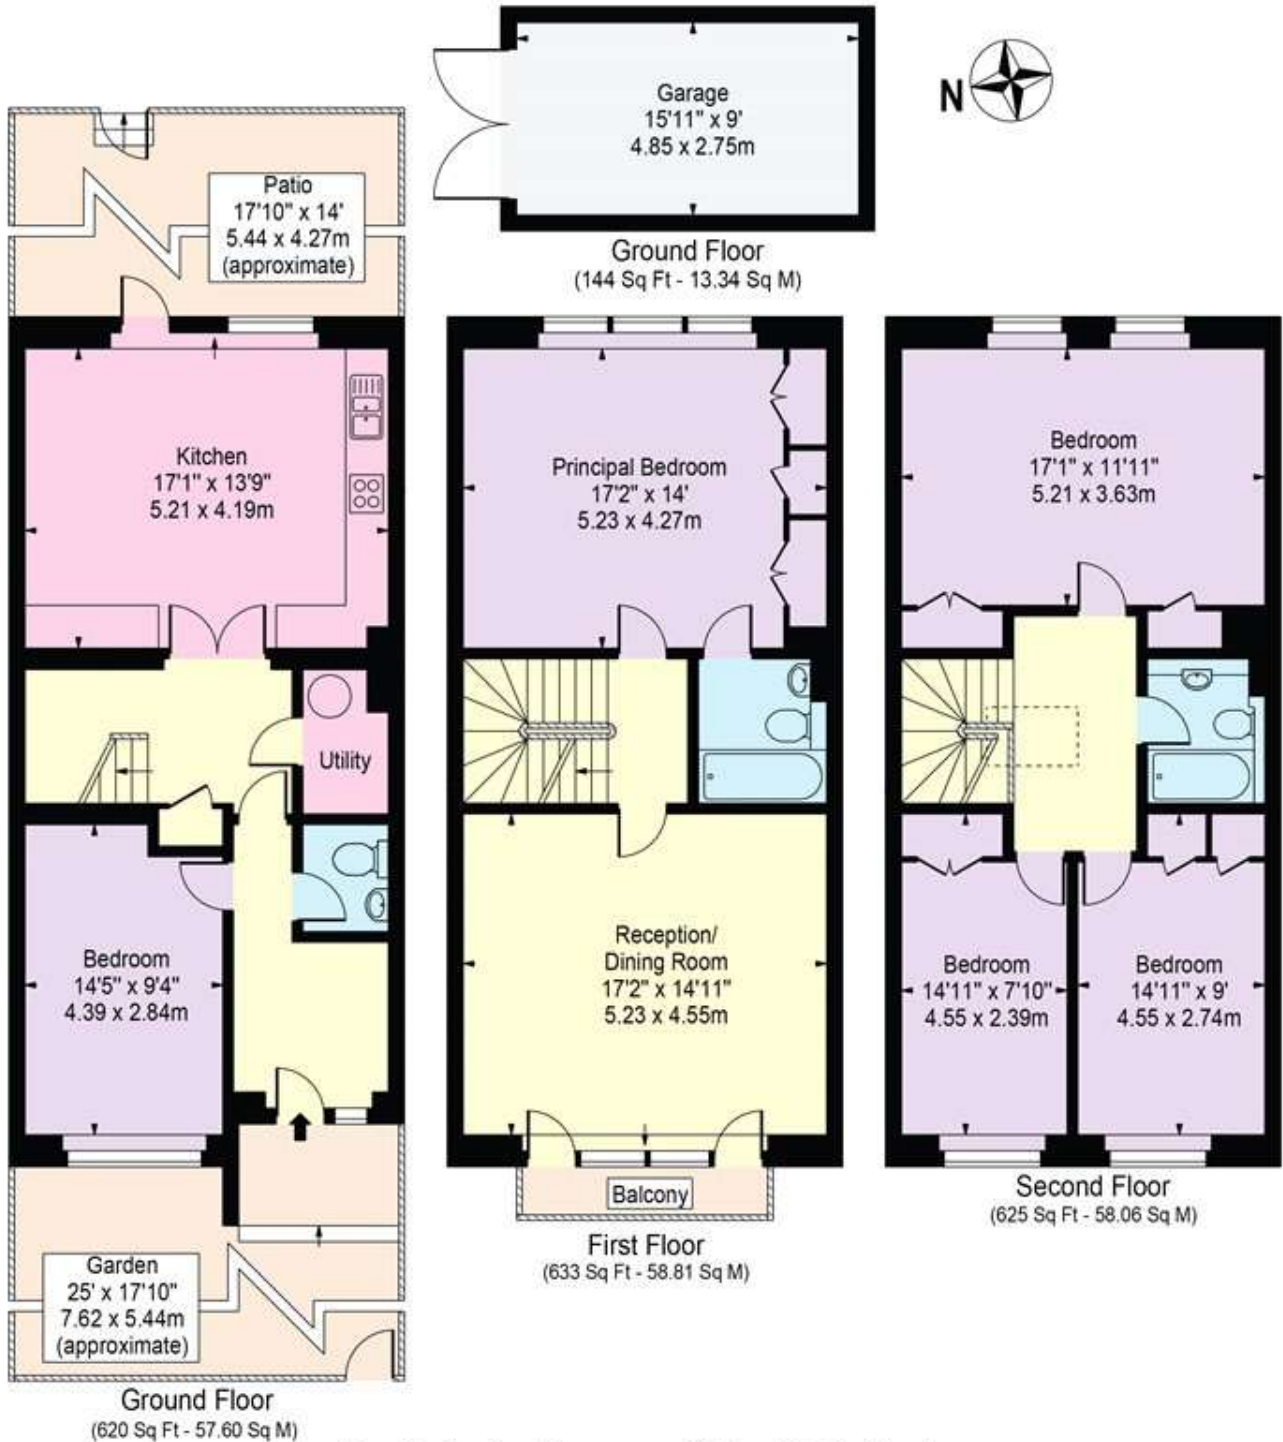 Garage
15'11" x 9'
4.85 x 2.75m
Ground Floor
(144 Sq Ft - 13.34 Sq M)
N
Patio
17'10" x 14'
5.44 x 4.27m
(approximate)
Kitchen
17'1" x 13'9"
5.21 x 4.19m
Utility
Bedroom
14'5" x 9'4"
4.39 x 2.84m
Garden
25' x 17'10"
7.62 x 5.44m
(approximate)
Ground Floor
(620 Sq Ft - 57.60 Sq M)
Principal Bedroom
17'2" x 14'
5.23 x 4.27m
Reception/
Dining Room
17'2" x 14'11"
5.23 x 4.55m
Balcony
First Floor
(633 Sq Ft - 58.81 Sq M)
Bedroom
17'1" x 11'11"
5.21 x 3.63m
Bedroom
14'11" x 7'10"
4.55 x 2.39m
Bedroom
14'11" x 9'
4.55 x 2.74m
Second Floor
(625 Sq Ft - 58.06 Sq M)